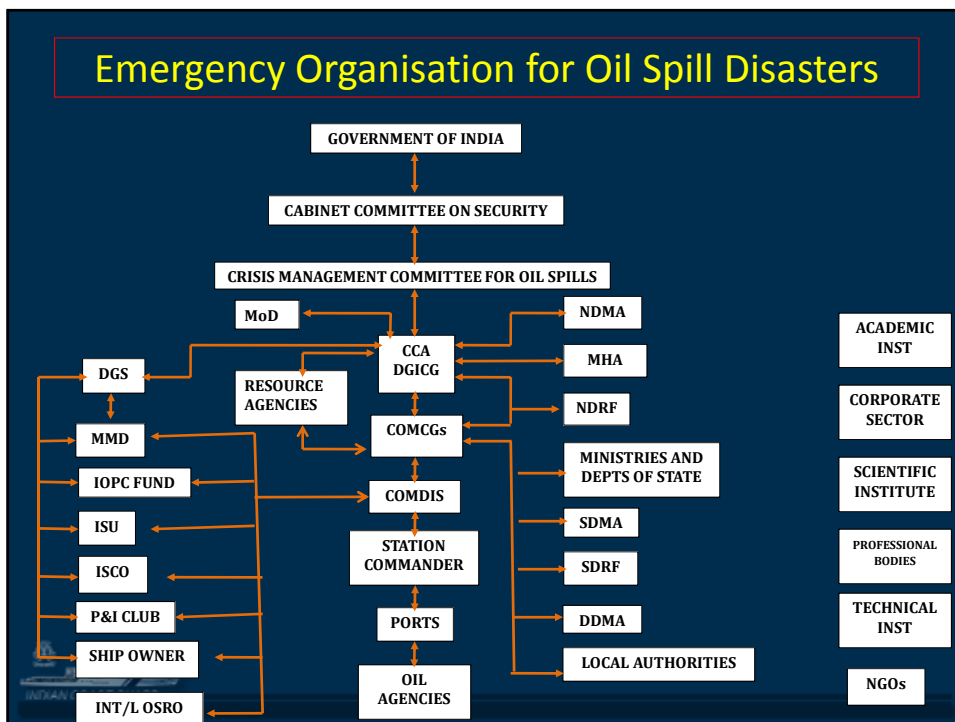 Emergency Organisation for Oil Spill Disasters
GOVERNMENT OF INDIA
CABINET COMMITTEE ON SECURITY
CRISIS MANAGEMENT COMMITTEE FOR OIL SPILLS
MoD
NDMA
CCA
DGICG
MHA
ACADEMIC
INST
DGS
RESOURCE
AGENCIES
NDRF
CORPORATE
SECTOR
MMD
COMCGs
MINISTRIES AND
DEPTS OF STATE
IOPC FUND
COMDIS
SCIENTIFIC
INSTITUTE
ISU
SDMA
STATION
COMMANDER
PROFESSIONAL
BODIES
ISCO
SDRF
P&I CLUB
PORTS
DDMA
TECHNICAL
INST
SHIP OWNER
LOCAL AUTHORITIES
OIL
AGENCIES
NGOs
INDIAN COAST GUARD
INT/L OSRO